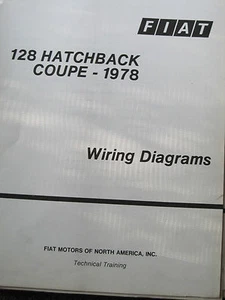 FIAT
128 HATCHBACK
COUPE - 1978
Wiring Diagrams
FIAT MOTORS OF NORTH AMERICA, INC.
Technical Training